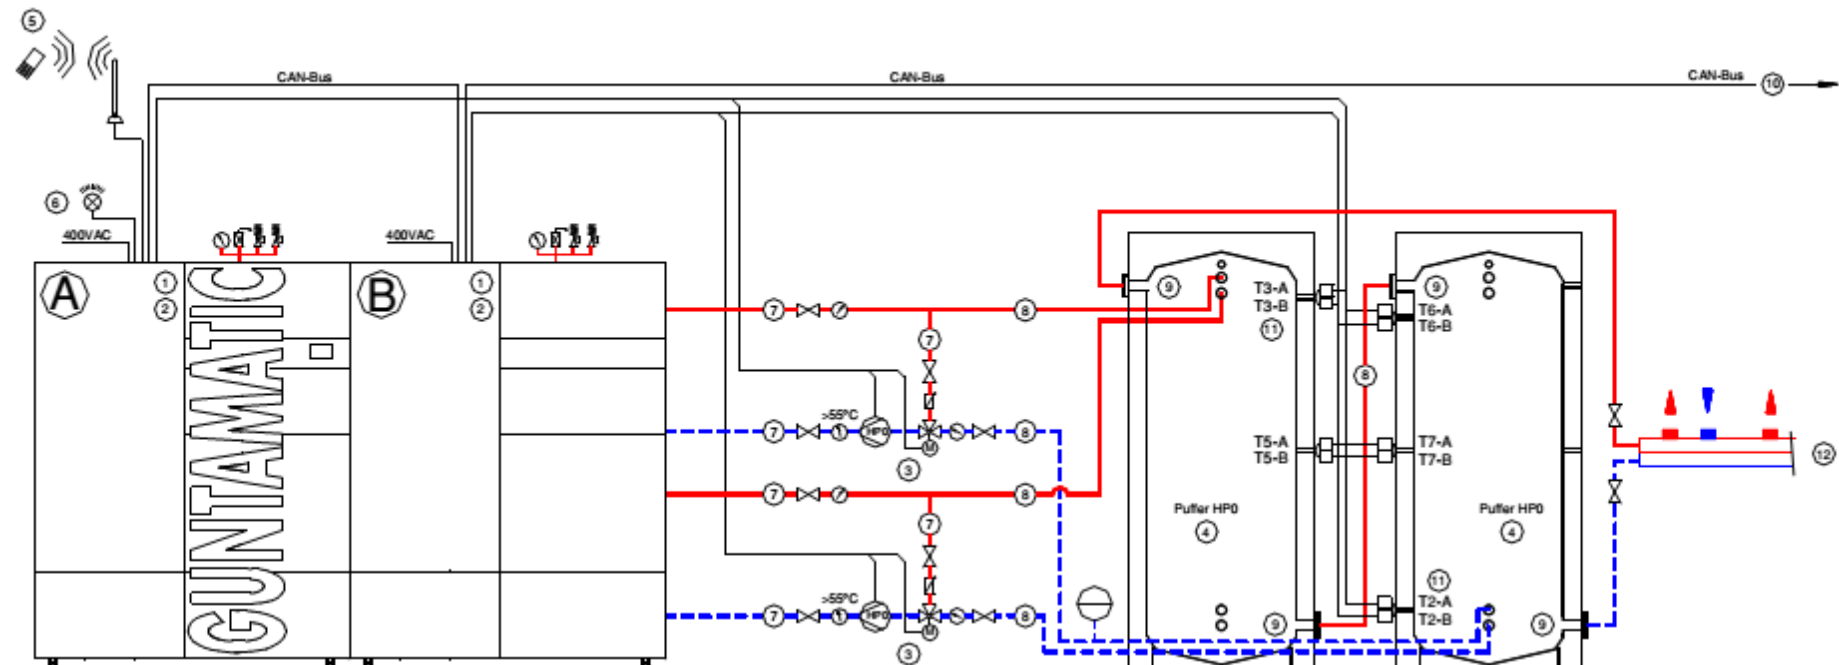 5
CAN-Bus
CAN-Bus
CAN-Bus
10
6
400VAC
400VAC
A
1
2
GUNTAMATIC
B
1
2
7
8
9
T3-A
T3-B
11
9
T6-A
T6-B
7
8
>55°C
7
HP0
8
M
3
T5-A
T5-B
T7-A
T7-B
12
7
8
7
Puffer HP0
4
Puffer HP0
4
>55°C
7
HP0
8
M
3
11
T2-A
T2-B
9
9